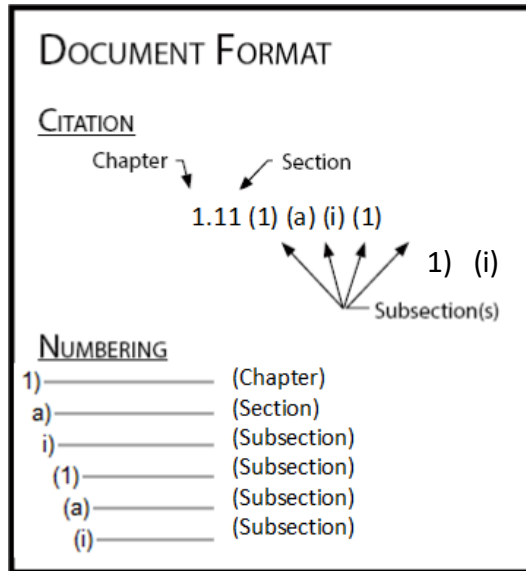 DOCUMENT FORMAT
CITATION
Chapter Section
1.11 (1) (a) (i) (1)
1) (i)
Subsection(s)
NUMBERING
1) (Chapter)
a) (Section)
i) (Subsection)
(1) (Subsection)
(a) (Subsection)
(i) (Subsection)